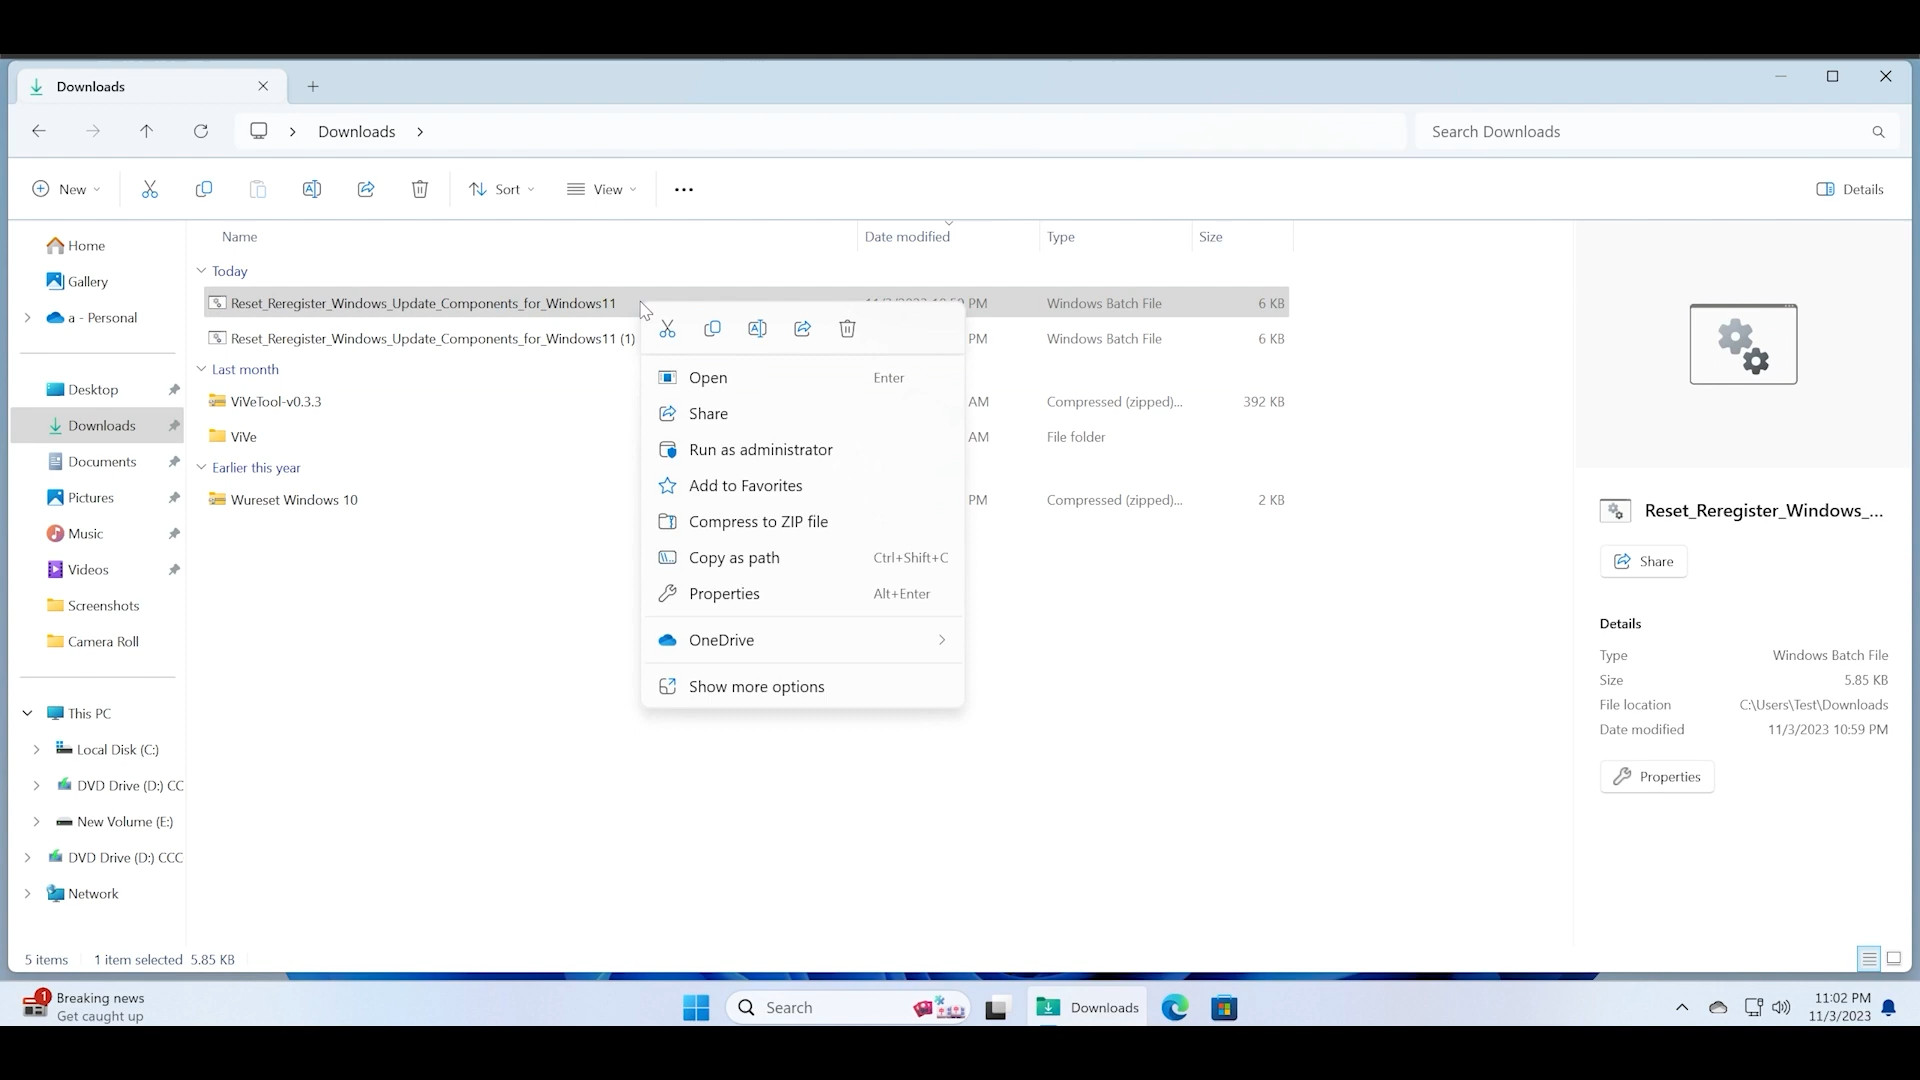 Downloads
Downloads
Search Downloads
New
Sort
View
Details
Home
Gallery
a - Personal
Desktop
Downloads
Documents
Pictures
Music
Videos
Screenshots
Camera Roll
This PC
Local Disk (C:)
DVD Drive (D:) CC
New Volume (E:)
DVD Drive (D:) CCC
Network
Name Date modified Type Size
Today
Reset_Reregister_Windows_Update_Components_for_Windows11 11/3/2023 10:59 PM Windows Batch File 6 KB
Reset_Reregister_Windows_Update_Components_for_Windows11 (1) PM Windows Batch File 6 KB
Last month
ViVeTool-v0.3.3 AM Compressed (zipped)... 392 KB
ViVe AM File folder
Earlier this year
Wureset Windows 10 PM Compressed (zipped)... 2 KB
Open Enter
Share
Run as administrator
Add to Favorites
Compress to ZIP file
Copy as path Ctrl+Shift+C
Properties Alt+Enter
OneDrive
Show more options
Reset_Reregister_Windows_...
Share
Details
Type Windows Batch File
Size 5.85 KB
File location C:\Users\Test\Downloads
Date modified 11/3/2023 10:59 PM
Properties
5 items 1 item selected 5.85 KB
1
Breaking news
Get caught up
Search
Downloads
11:02 PM
11/3/2023